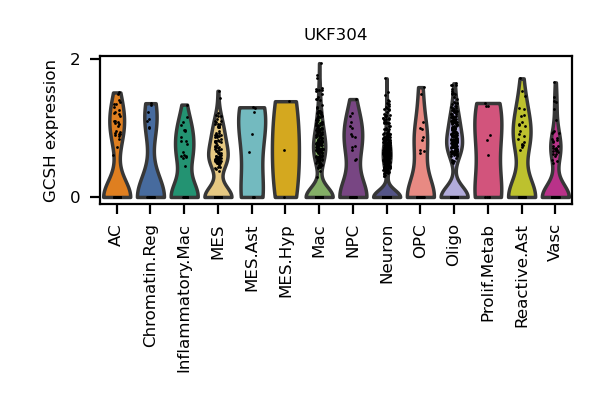 UKF304
GCSH expression
2
0
AC
Chromatin.Reg
Inflammatory.Mac
MES
MES.Ast
MES.Hyp
Mac
NPC
Neuron
OPC
Oligo
Prolif.Metab
Reactive.Ast
Vasc